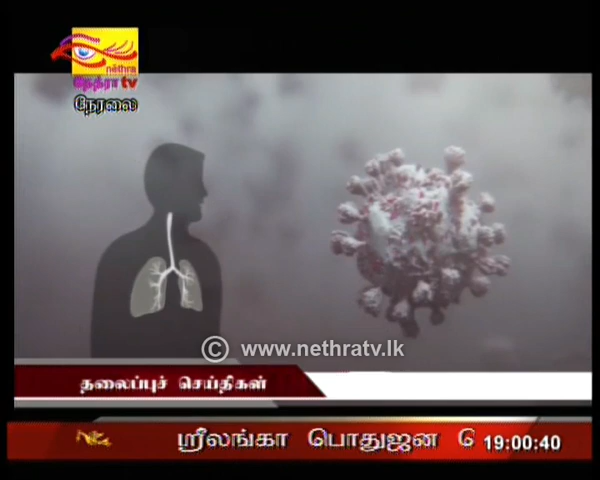 nethra
நேத்ரா tv
நேரலை
© www.nethratv.lk
தலைப்புச் செய்திகள்
ஸ்ரீலங்கா பொதுஜன
19:00:40